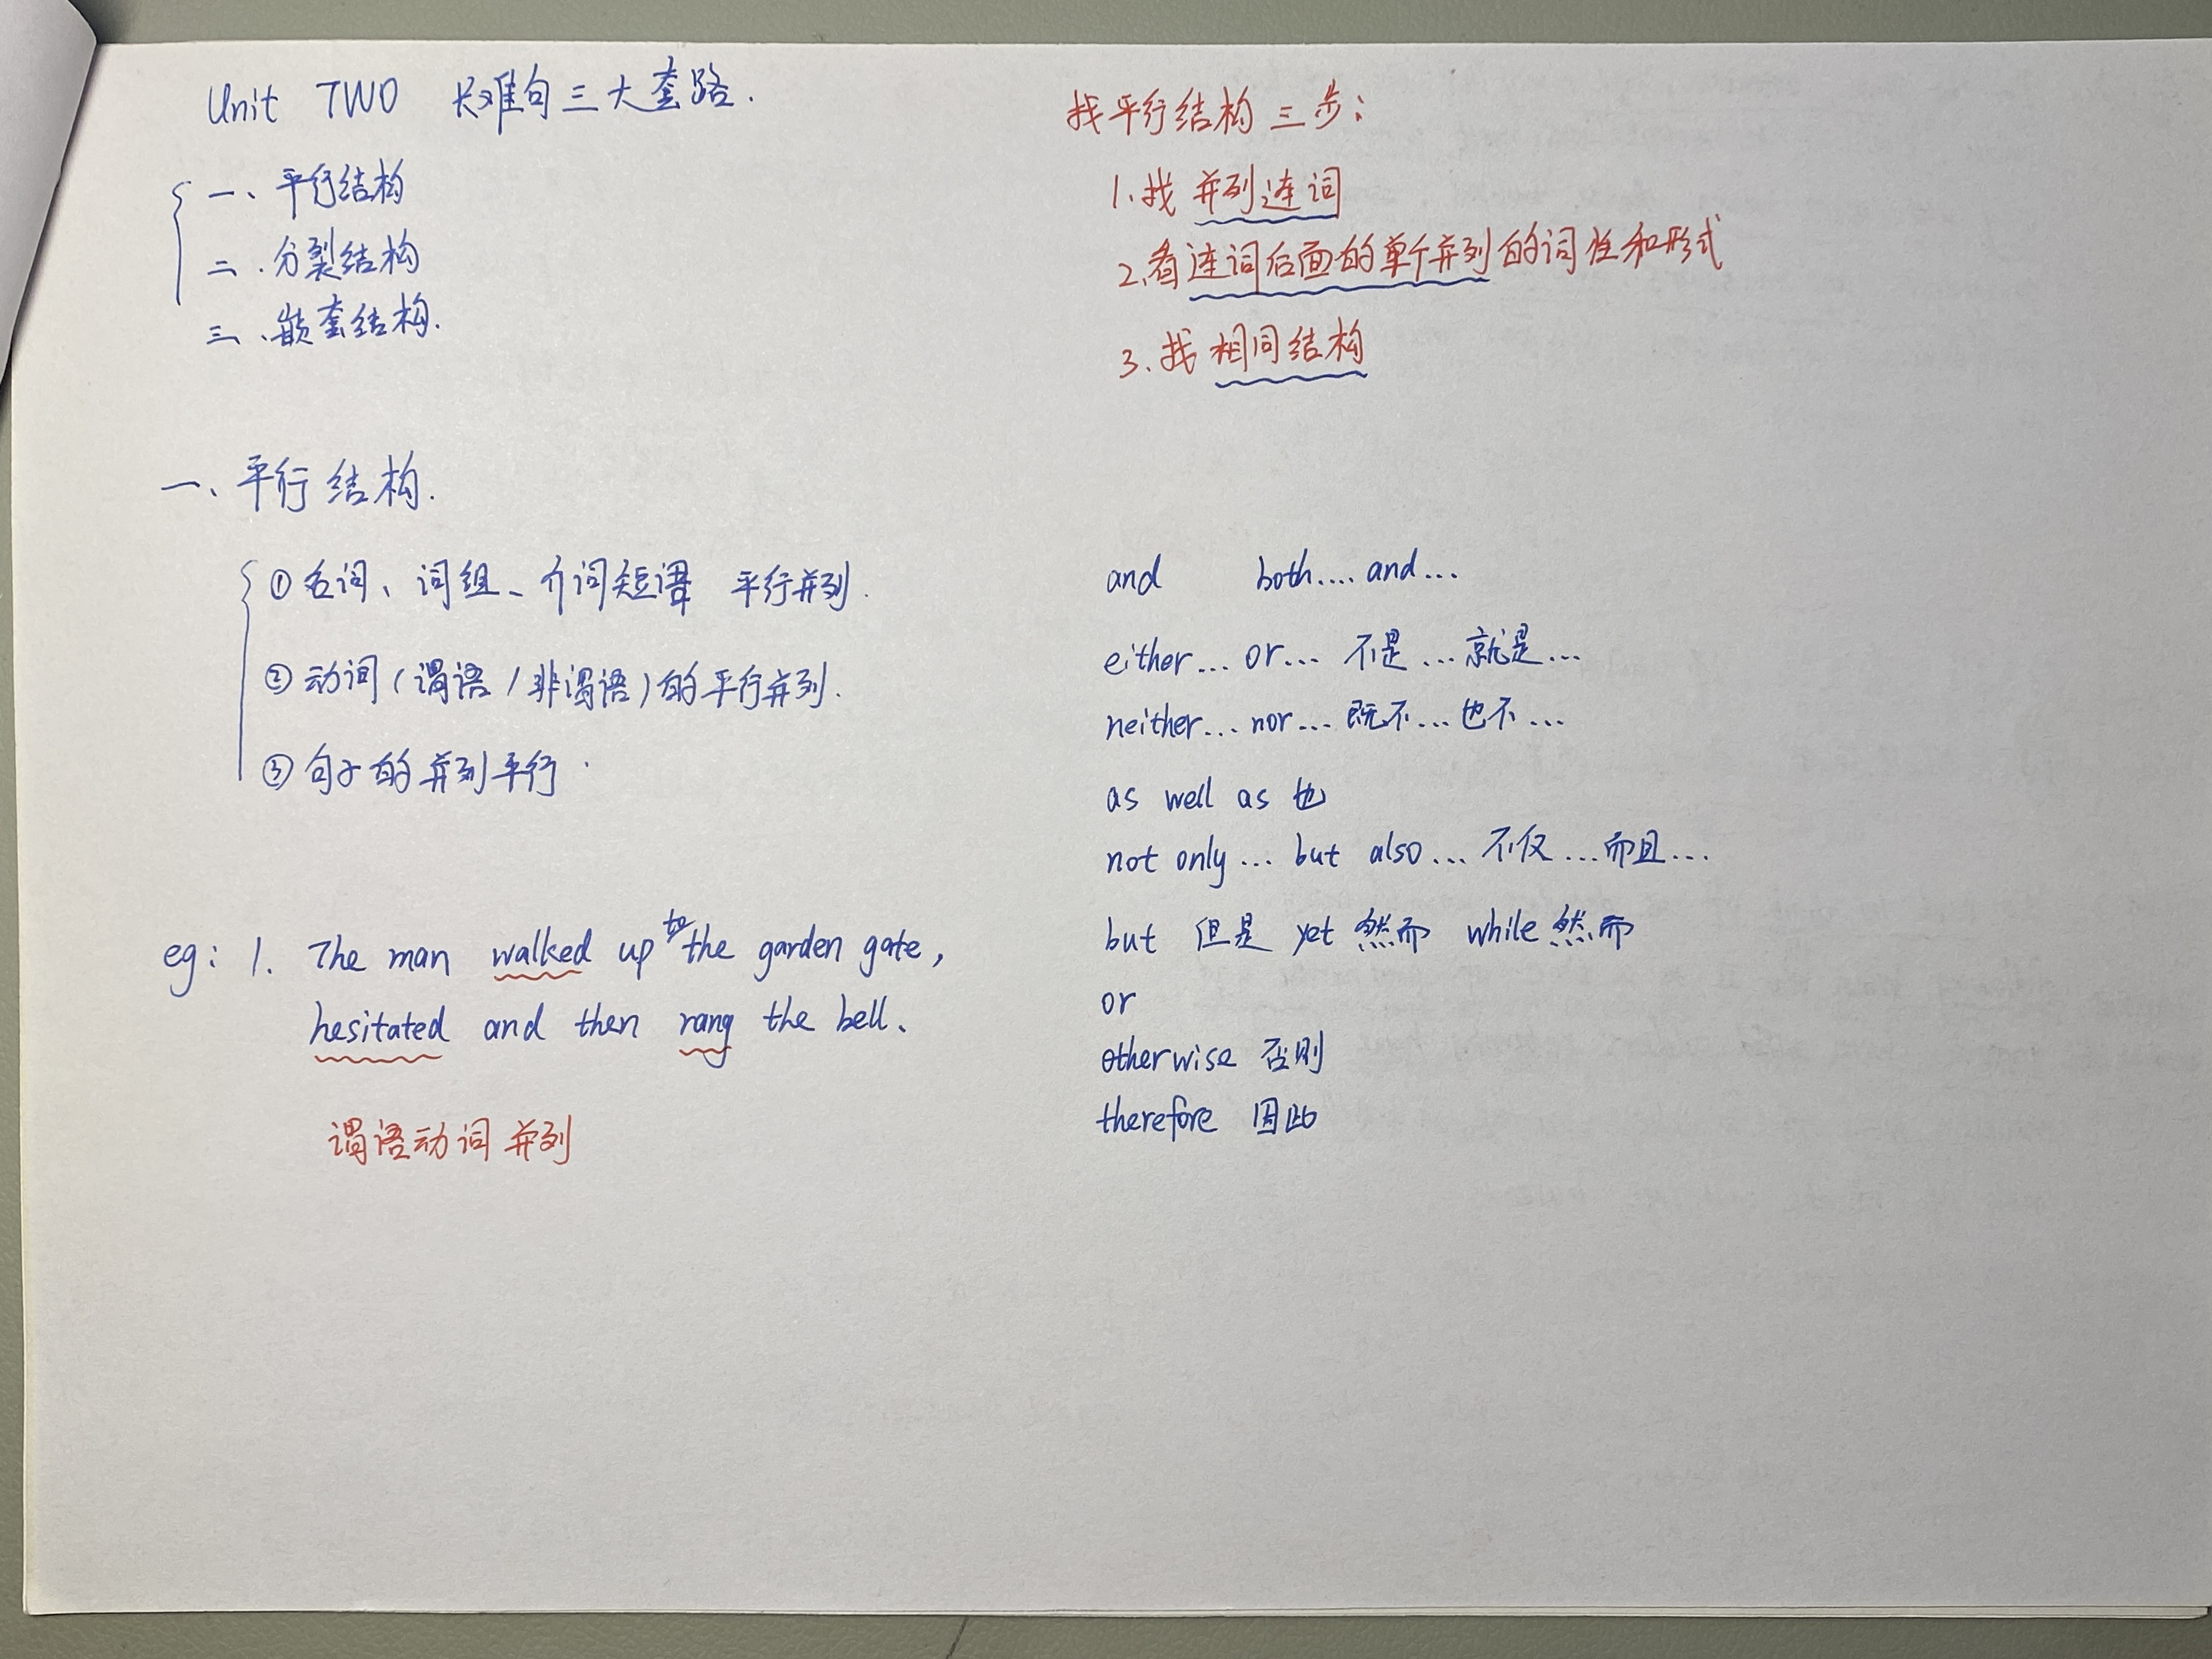 Unit TWO 长难句三大套路.
一、平行结构
二.分裂结构
三、嵌套结构.
找平行结构三步:
1.找并列连词
2.看连词后面的单个并列的词性和形式
3.找相同结构
一、平行结构.
①名词、词组、介词短语 平行并列.
②动词(谓语/非谓语)的平行并列.
③句子的并列平行.
eg: 1. The man walked up to the garden gate,
hesitated and then rang the bell.
谓语动词并列
and both.... and...
either... or... 不是...就是...
neither... nor... 既不...也不...
as well as 也
not only... but also... 不仅...而且...
but 但是 yet 然而 while 然而
or
otherwise 否则
therefore 因此